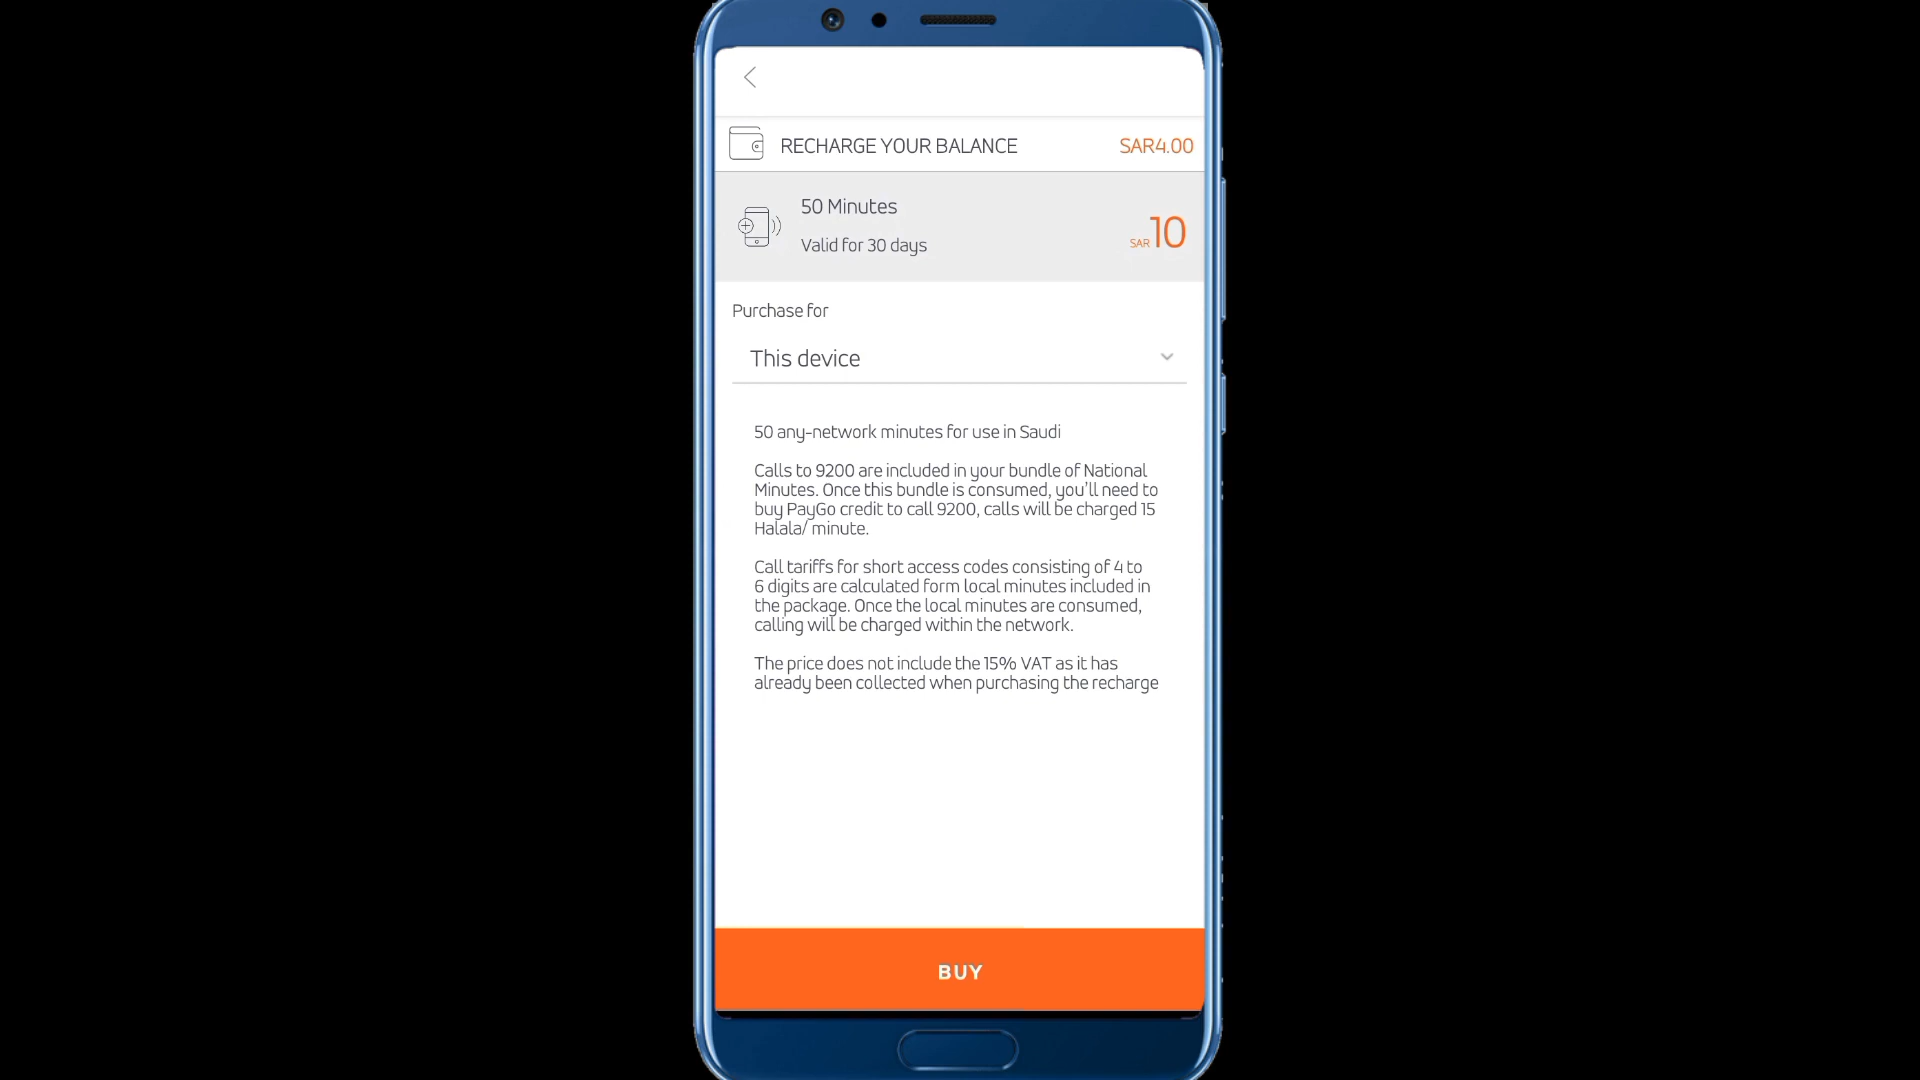 RECHARGE YOUR BALANCE SAR4.00
50 Minutes
Valid for 30 days
SAR 10
Purchase for
This device
50 any-network minutes for use in Saudi
Calls to 9200 are included in your bundle of National
Minutes. Once this bundle is consumed, you'll need to
buy PayGo credit to call 9200, calls will be charged 15
Halala/ minute.
Call tariffs for short access codes consisting of 4 to
6 digits are calculated form local minutes included in
the package. Once the local minutes are consumed,
calling will be charged within the network.
The price does not include the 15% VAT as it has
already been collected when purchasing the recharge
BUY